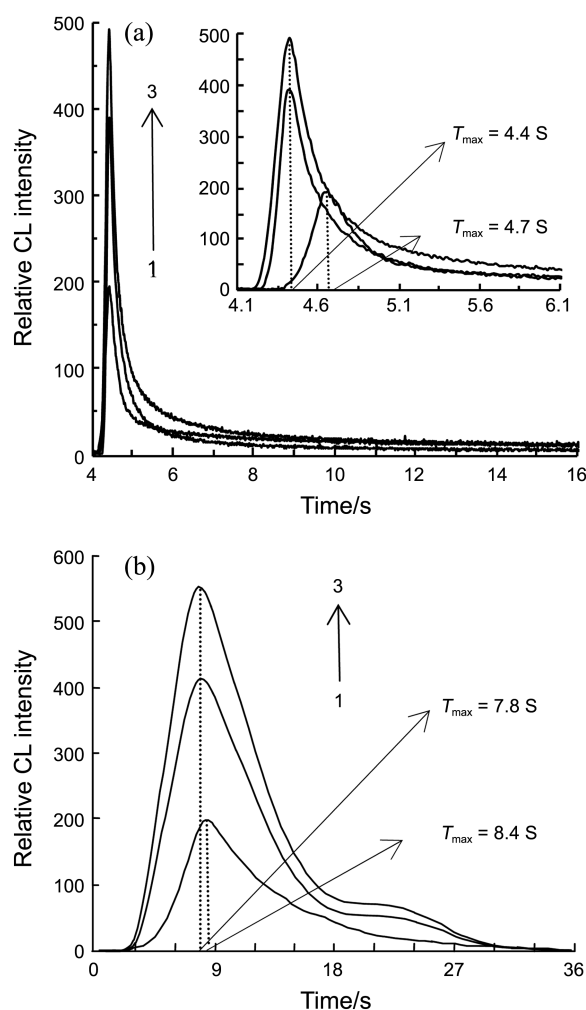 (a)
500
400
300
200
100
0
Relative CL intensity
3
1
500
400
300
200
100
0
4.1 4.6 5.1 5.6 6.1
Tmax = 4.4 S
Tmax = 4.7 S
4 6 8 10 12 14 16
Time/s
(b)
600
500
400
300
200
100
0
Relative CL intensity
3
1
Tmax = 7.8 S
Tmax = 8.4 S
0 9 18 27 36
Time/s